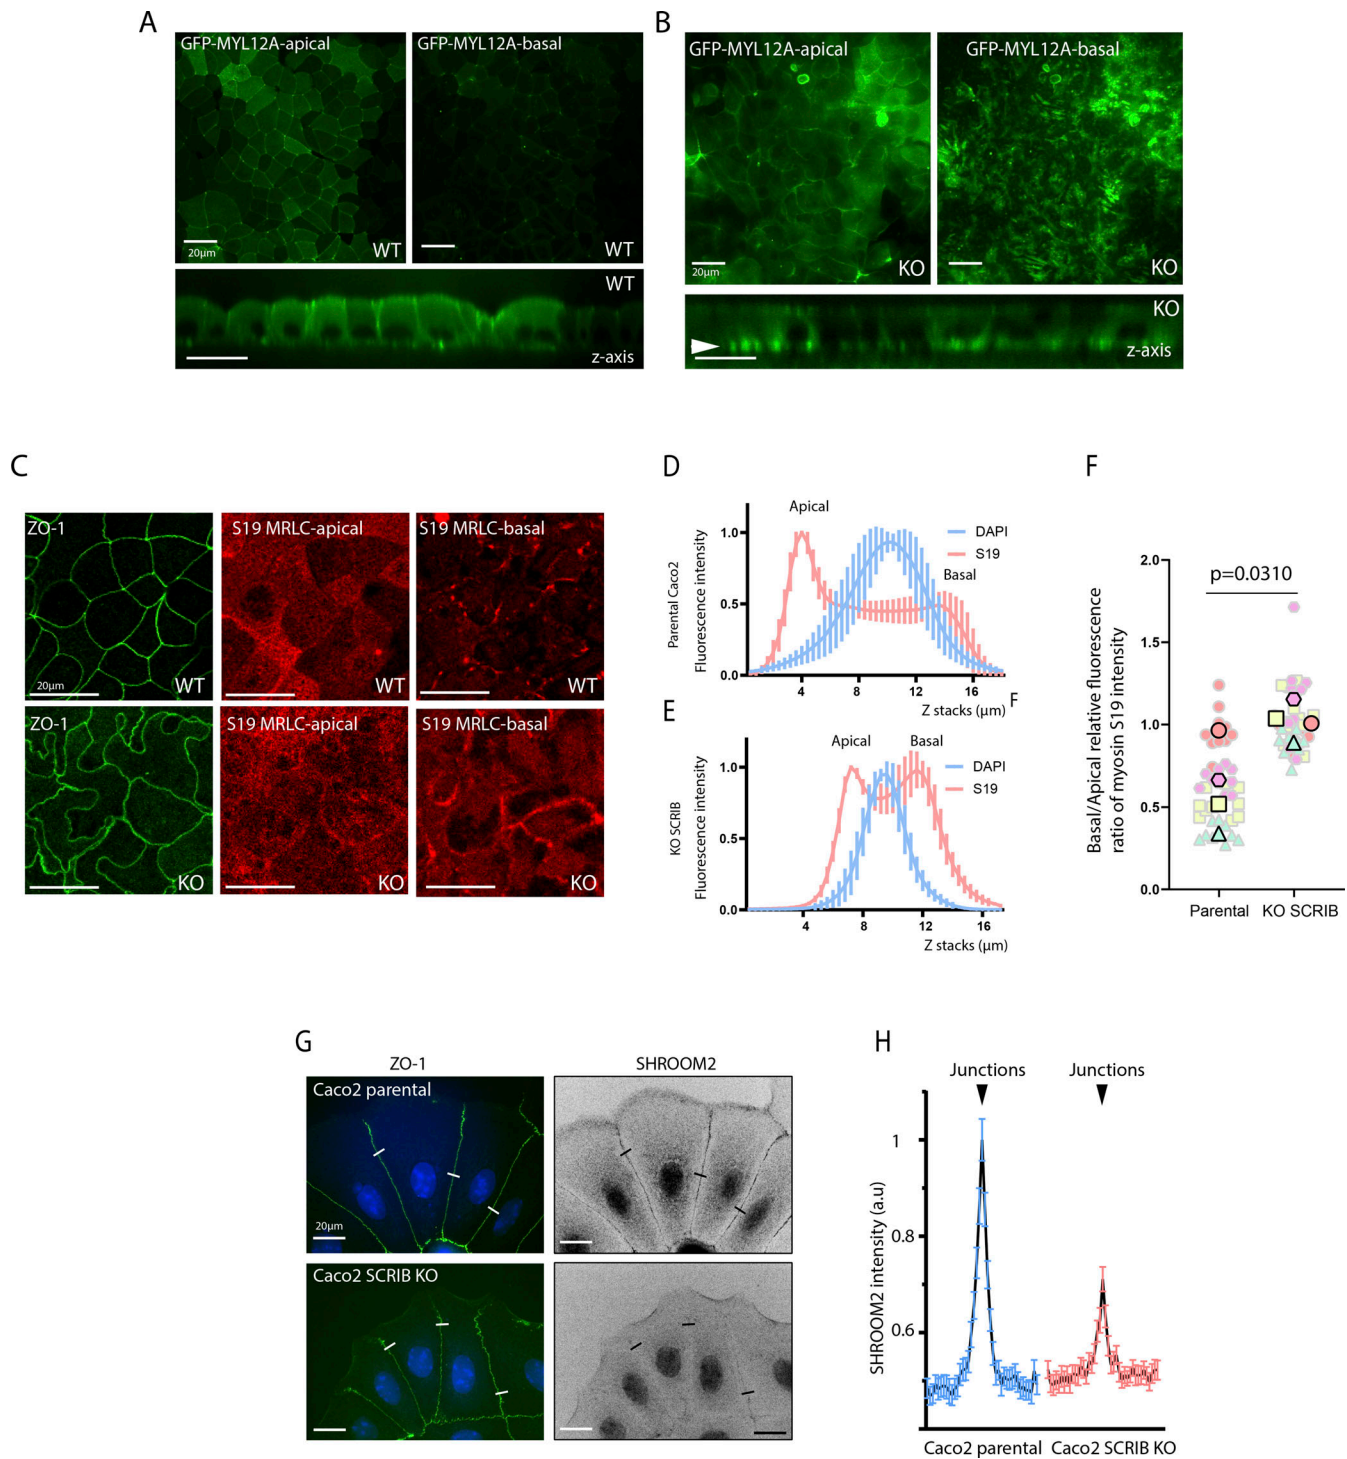 A
GFP-MYL12A-apical
GFP-MYL12A-basal
20µm
WT
WT
WT
z-axis
B
GFP-MYL12A-apical
GFP-MYL12A-basal
20µm
KO
KO
KO
z-axis
C
ZO-1
S19 MRLC-apical
S19 MRLC-basal
20µm
WT
WT
WT
ZO-1
S19 MRLC-apical
S19 MRLC-basal
KO
KO
KO
D
Parental Caco2
Fluorescence intensity
1.0
0.5
0.0
Apical
DAPI
S19
Basal
4
8
12
16
Z stacks (µm)
F
E
KO SCRIB
Fluorescence intensity
1.0
0.5
0.0
Apical
Basal
DAPI
S19
4
8
12
16
Z stacks (µm)
F
Basal/Apical relative fluorescence
ratio of myosin S19 intensity
2.0
1.5
1.0
0.5
0.0
p=0.0310
Parental
KO SCRIB
G
ZO-1
SHROOM2
Caco2 parental
20µm
Caco2 SCRIB KO
H
Junctions
Junctions
SHROOM2 intensity (a.u)
1
0.8
0.6
Caco2 parental
Caco2 SCRIB KO